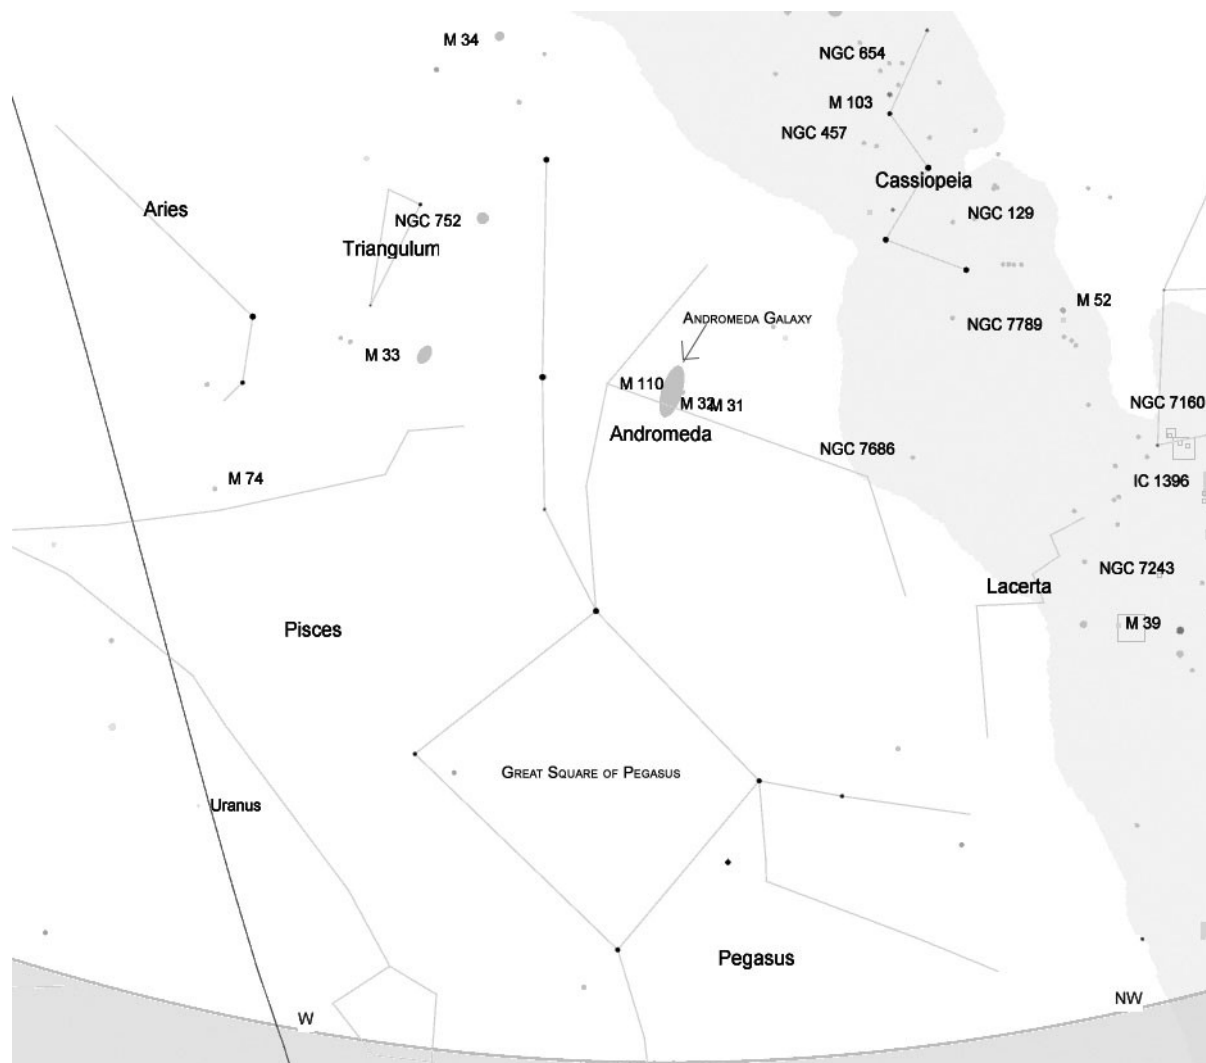 M 34
NGC 654
M 103
NGC 457
Cassiopeia
Aries
NGC 752
NGC 129
Triangulum
M 52
ANDROMEDA GALAXY
NGC 7789
M 33
M 110
M 32
M 31
NGC 7160
Andromeda
NGC 7686
M 74
IC 1396
NGC 7243
Lacerta
Pisces
M 39
GREAT SQUARE OF PEGASUS
Uranus
Pegasus
NW
W